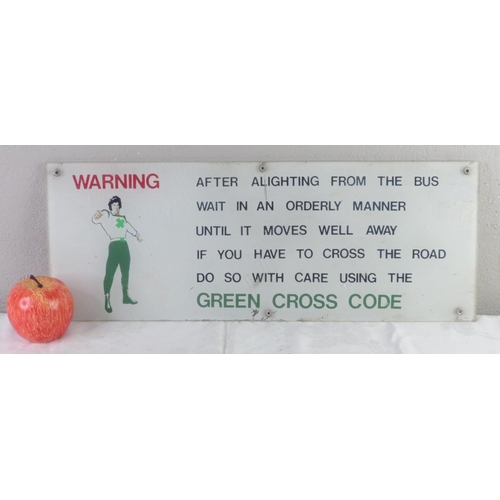 WARNING
AFTER ALIGHTING FROM THE BUS
WAIT IN AN ORDERLY MANNER
UNTIL IT MOVES WELL AWAY
IF YOU HAVE TO CROSS THE ROAD
DO SO WITH CARE USING THE
GREEN CROSS CODE